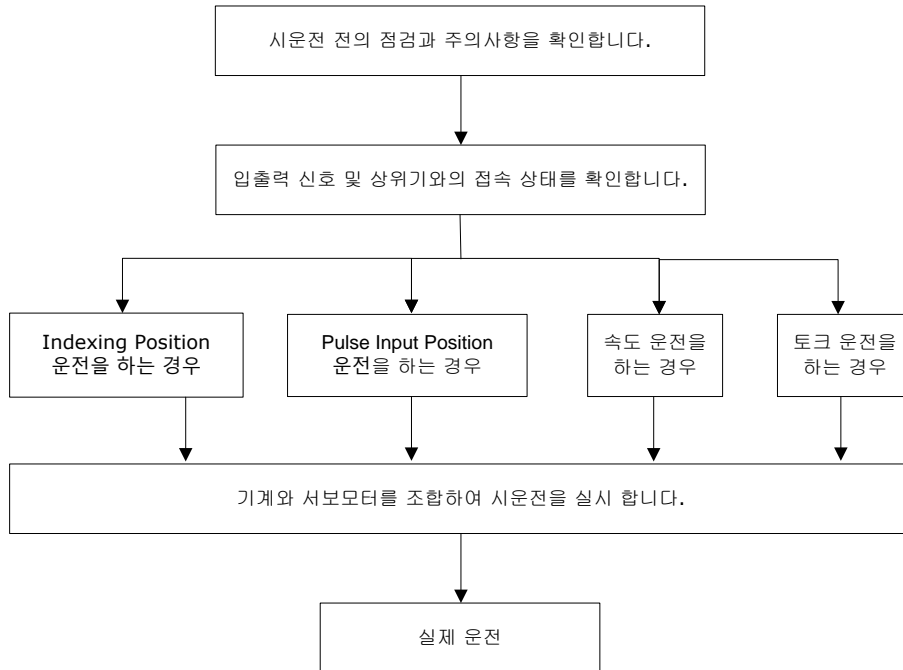 시운전 전의 점검과 주의사항을 확인합니다.
입출력 신호 및 상위기와의 접속 상태를 확인합니다.
Indexing Position
운전을 하는 경우
Pulse Input Position
운전을 하는 경우
속도 운전을
하는 경우
토크 운전을
하는 경우
기계와 서보모터를 조합하여 시운전을 실시 합니다.
실제 운전